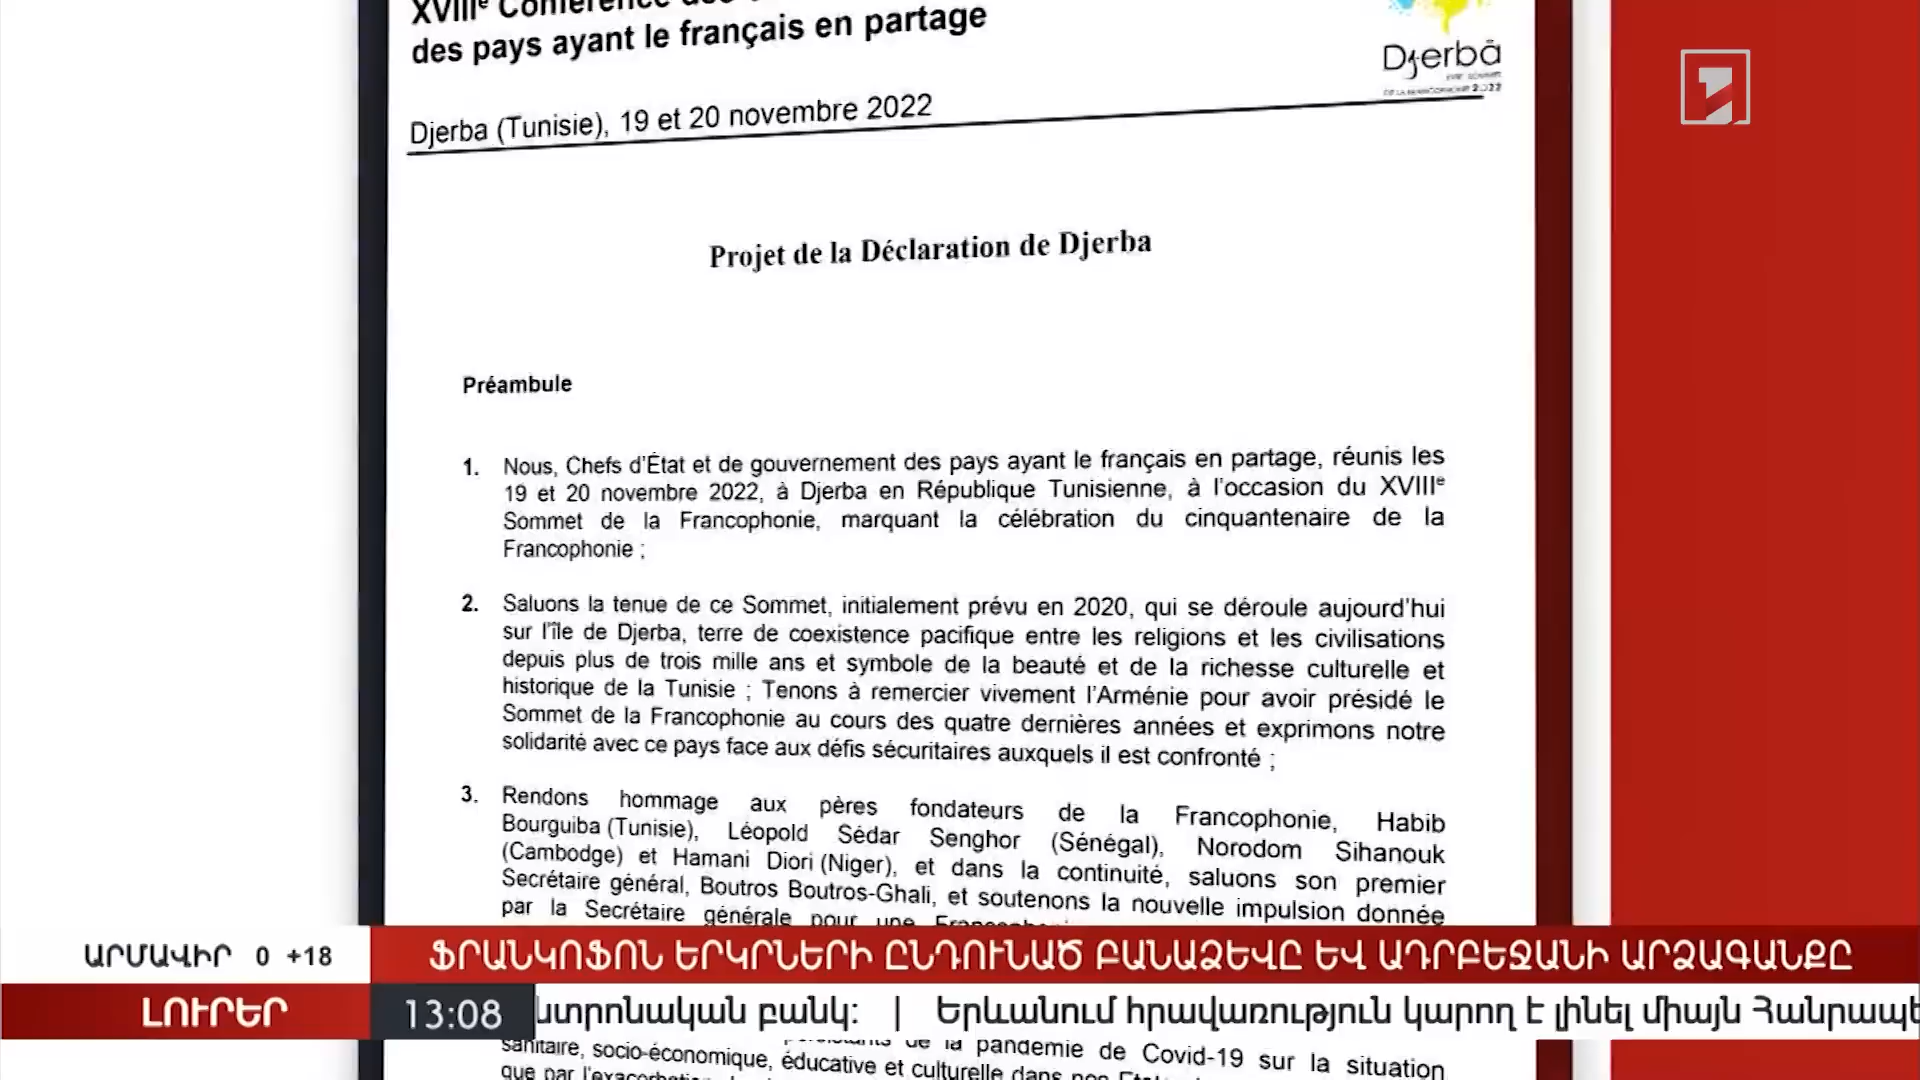 XVIIIe Conférence des
des pays ayant le français en partage
Djerba
2022
Djerba (Tunisie), 19 et 20 novembre 2022
Projet de la Déclaration de Djerba
Préambule
1. Nous, Chefs d'État et de gouvernement des pays ayant le français en partage, réunis les
19 et 20 novembre 2022, à Djerba en République Tunisienne, à l'occasion du XVIIIe
Sommet de la Francophonie, marquant la célébration du cinquantenaire de la
Francophonie ;
2. Saluons la tenue de ce Sommet, initialement prévu en 2020, qui se déroule aujourd'hui
sur l'île de Djerba, terre de coexistence pacifique entre les religions et les civilisations
depuis plus de trois mille ans et symbole de la beauté et de la richesse culturelle et
historique de la Tunisie ; Tenons à remercier vivement l'Arménie pour avoir présidé le
Sommet de la Francophonie au cours des quatre dernières années et exprimons notre
solidarité avec ce pays face aux défis sécuritaires auxquels il est confronté ;
3. Rendons hommage aux pères fondateurs de la Francophonie, Habib
Bourguiba (Tunisie), Léopold Sédar Senghor (Sénégal), Norodom Sihanouk
(Cambodge) et Hamani Diori (Niger), et dans la continuité, saluons son premier
Secrétaire général, Boutros Boutros-Ghali, et soutenons la nouvelle impulsion donnée
par la Secrétaire générale pour une
ԱՐՄԱՎԻՐ 0 +18
ՖՐԱՆԿՈՖՈՆ ԵՐԿՐՆԵՐԻ ԸՆԴՈՒՆԱԾ ԲԱՆԱՁԵՎԸ ԵՎ ԱԴՐԲԵՋԱՆԻ ԱՐՁԱԳԱՆՔԸ
ԼՈՒՐԵՐ 13:08
նտրոնական բանկ: | Երևանում հրավառություն կարող է լինել միայն Հանրապե
de la pandémie de Covid-19 sur la situation
sanitaire, socio-économique, éducative et culturelle dans nos
que par